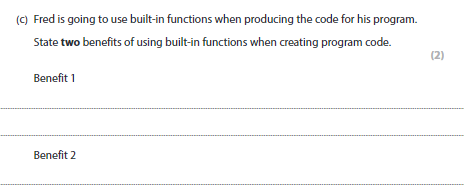 (c) Fred is going to use built-in functions when producing the code for his program.
State two benefits of using built-in functions when creating program code.
(2)
Benefit 1
Benefit 2